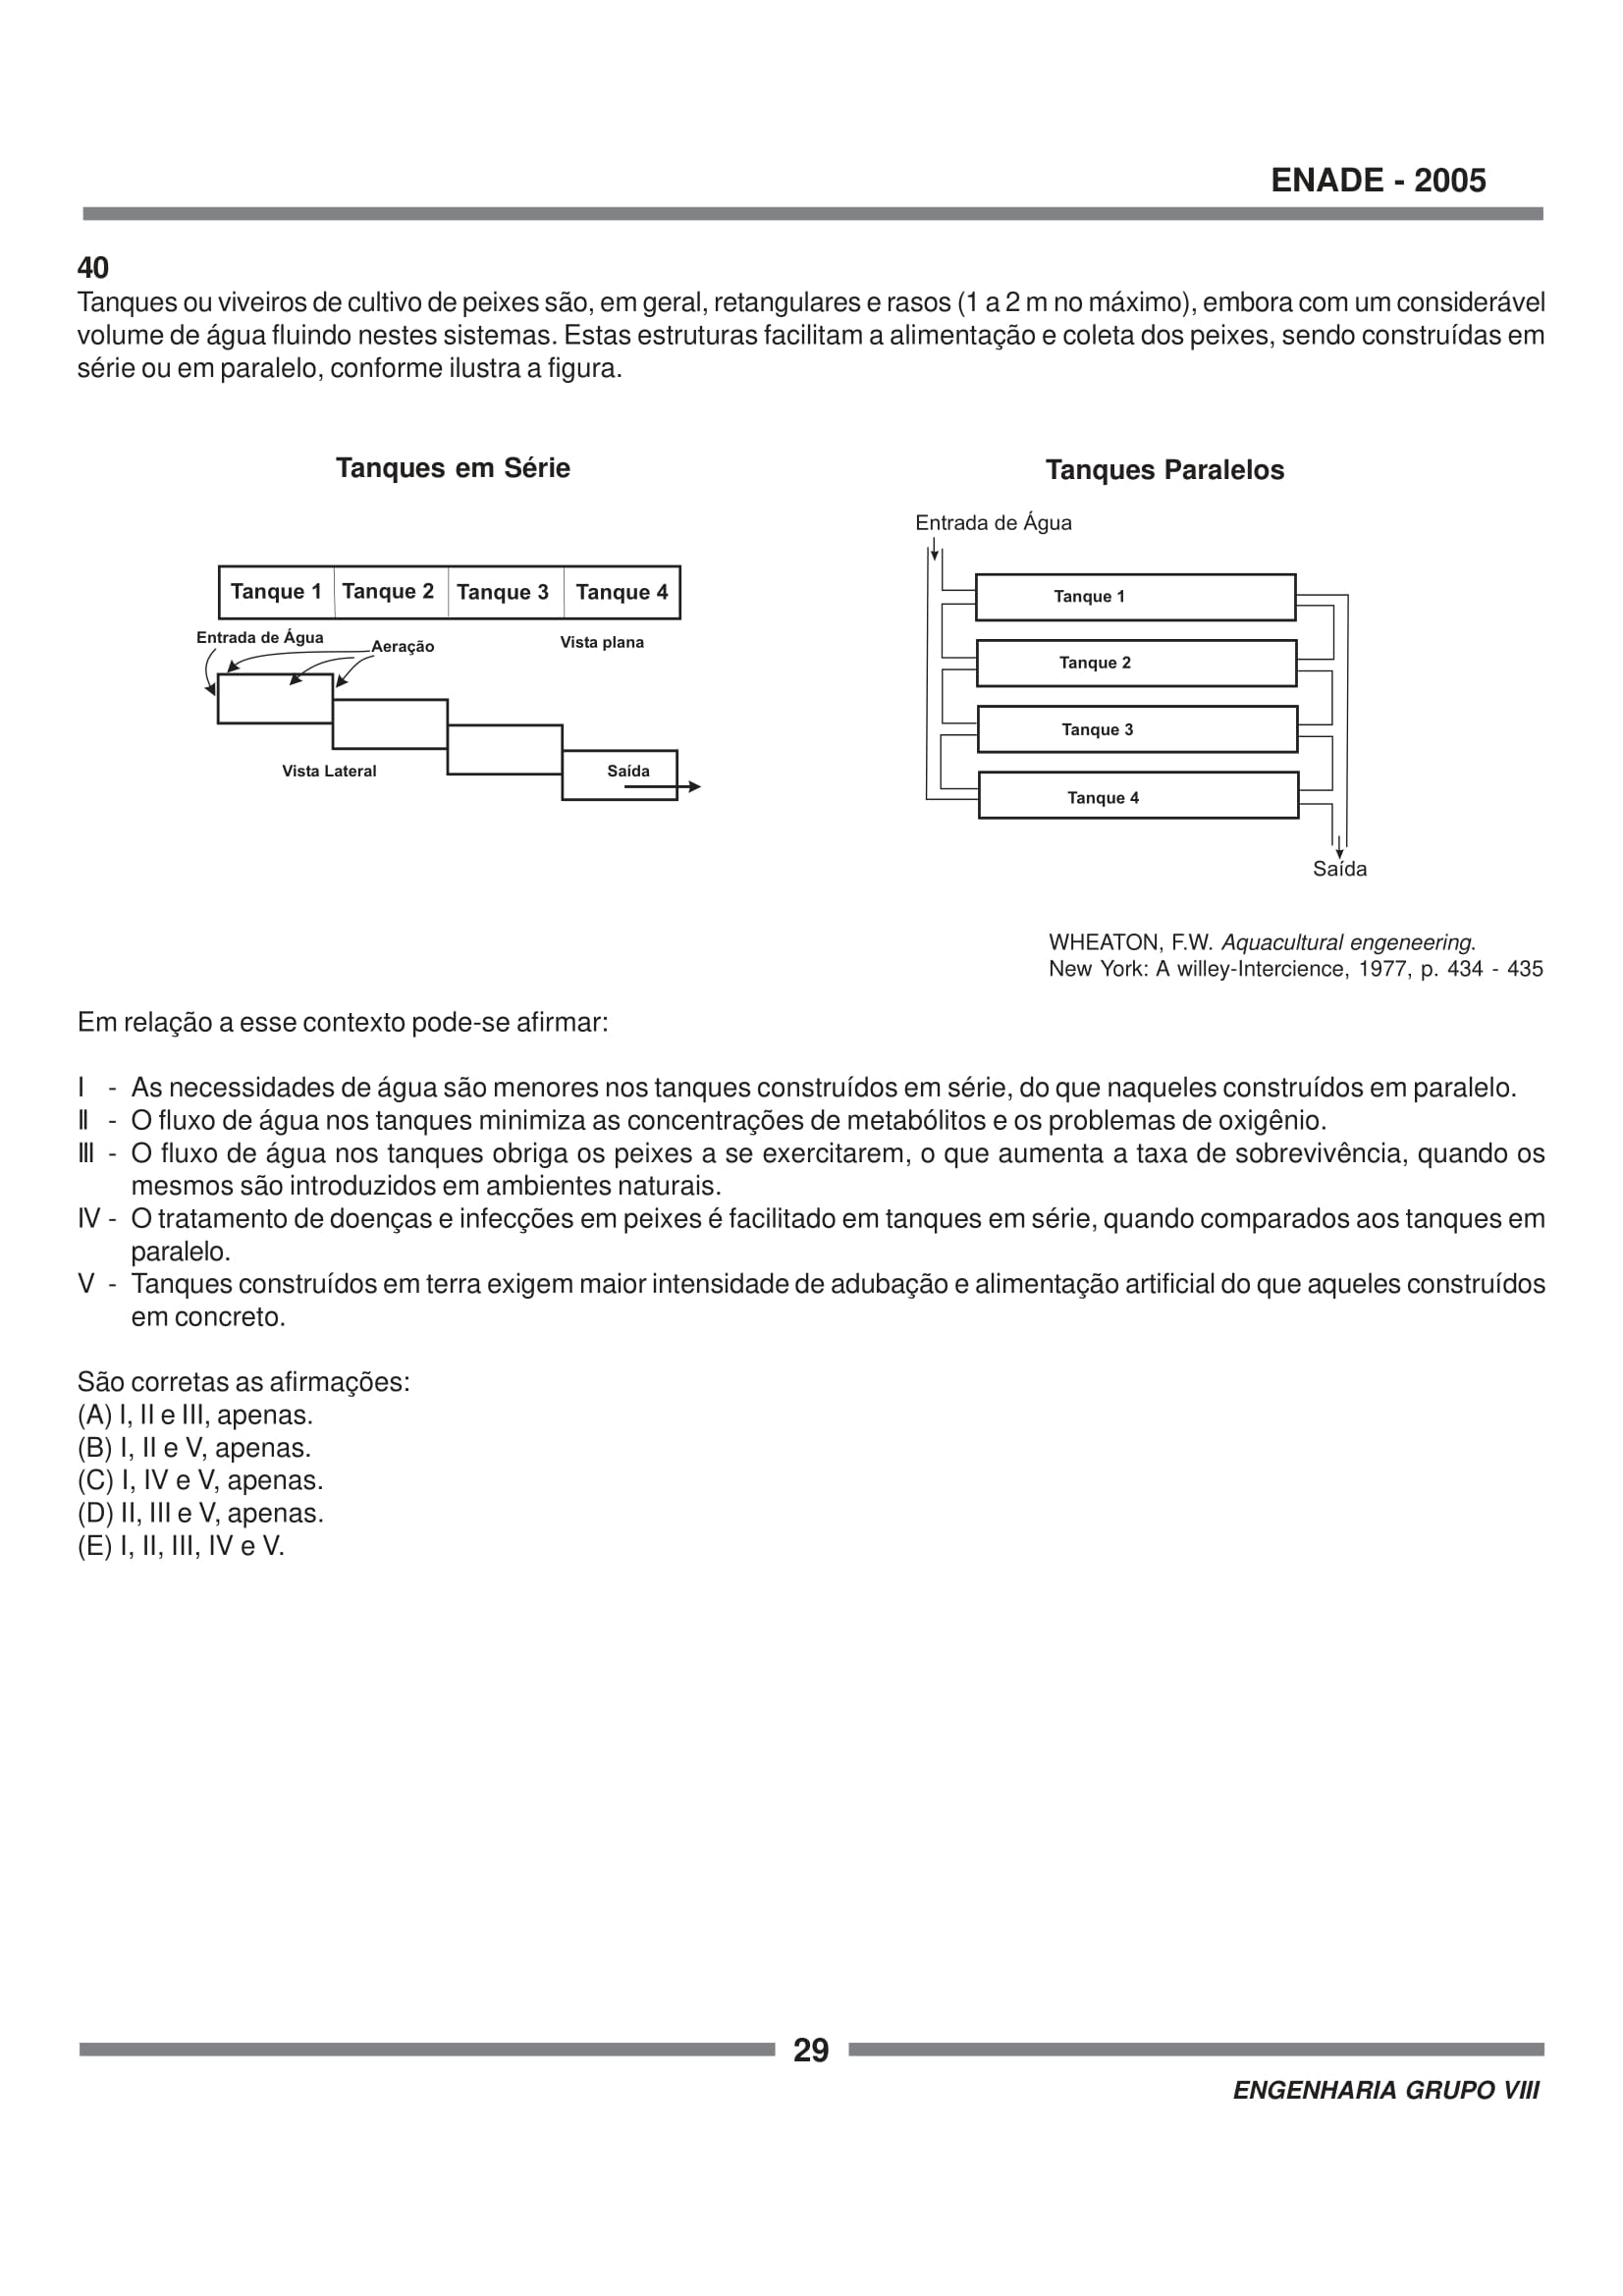 ENADE - 2005
40
Tanques ou viveiros de cultivo de peixes são, em geral, retangulares e rasos (1 a 2 m no máximo), embora com um considerável
volume de água fluindo nestes sistemas. Estas estruturas facilitam a alimentação e coleta dos peixes, sendo construídas em
série ou em paralelo, conforme ilustra a figura.
Tanques em Série
Tanque 1 Tanque 2 Tanque 3 Tanque 4
Entrada de Água
Aeração
Vista plana
Vista Lateral
Saída
Tanques Paralelos
Entrada de Água
Tanque 1
Tanque 2
Tanque 3
Tanque 4
Saída
WHEATON, F.W. Aquacultural engeneering.
New York: A willey-Intercience, 1977, p. 434 - 435
Em relação a esse contexto pode-se afirmar:
I - As necessidades de água são menores nos tanques construídos em série, do que naqueles construídos em paralelo.
II - O fluxo de água nos tanques minimiza as concentrações de metabólitos e os problemas de oxigênio.
III - O fluxo de água nos tanques obriga os peixes a se exercitarem, o que aumenta a taxa de sobrevivência, quando os
mesmos são introduzidos em ambientes naturais.
IV - O tratamento de doenças e infecções em peixes é facilitado em tanques em série, quando comparados aos tanques em
paralelo.
V - Tanques construídos em terra exigem maior intensidade de adubação e alimentação artificial do que aqueles construídos
em concreto.
São corretas as afirmações:
(A) I, II e III, apenas.
(B) I, II e V, apenas.
(C) I, IV e V, apenas.
(D) II, III e V, apenas.
(E) I, II, III, IV e V.
29
ENGENHARIA GRUPO VIII